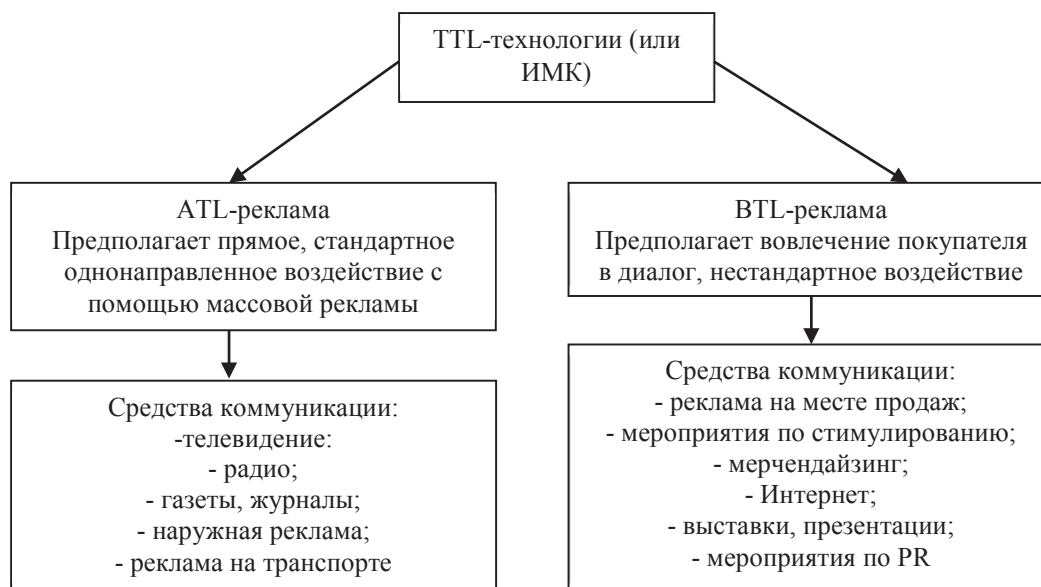 TTL-технологии (или
ИМК)
ATL-реклама
Предполагает прямое, стандартное
однонаправленное воздействие с
помощью массовой рекламы
BTL-реклама
Предполагает вовлечение покупателя
в диалог, нестандартное воздействие
Средства коммуникации:
-телевидение:
- радио;
- газеты, журналы;
- наружная реклама;
- реклама на транспорте
Средства коммуникации:
- реклама на месте продаж;
- мероприятия по стимулированию;
- мерчендайзинг;
- Интернет;
- выставки, презентации;
- мероприятия по PR